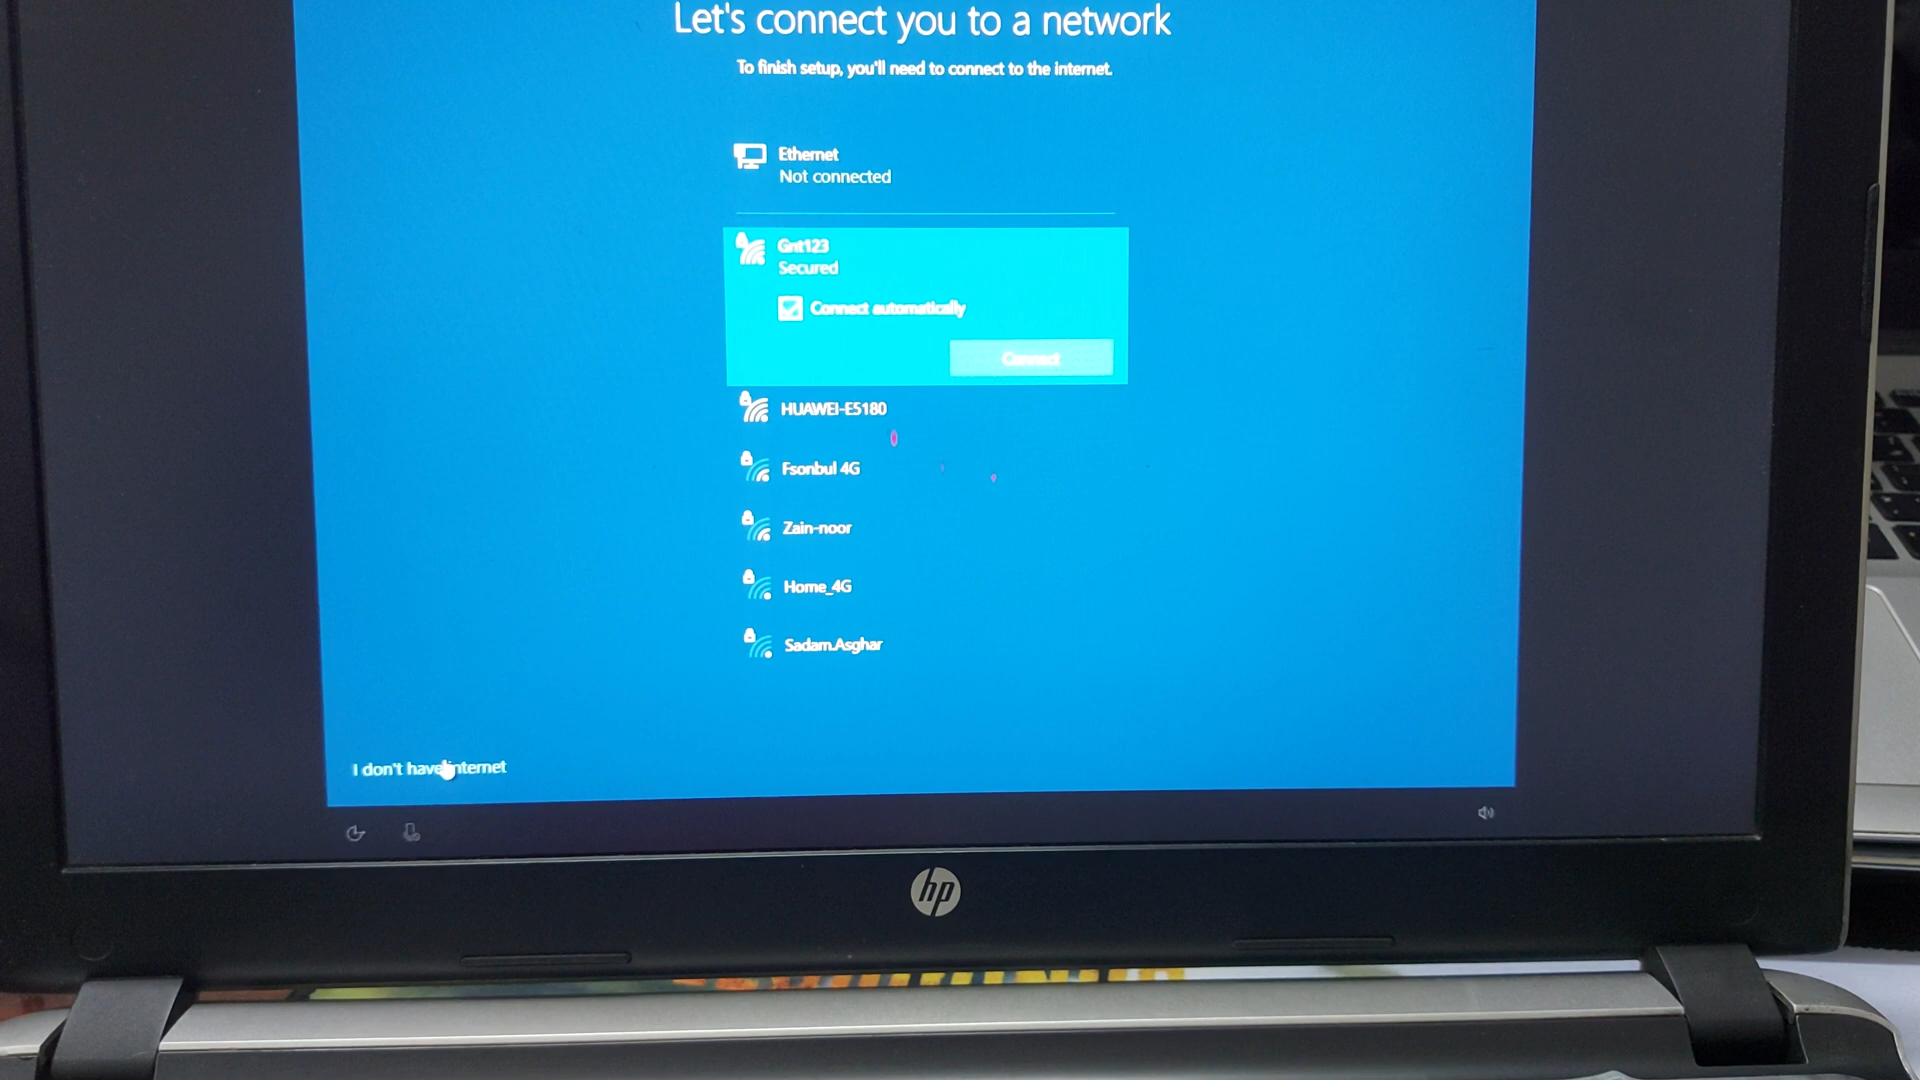 Let's connect you to a network
To finish setup, you'll need to connect to the internet.
Ethernet
Not connected
Gnt123
Secured
Connect automatically
Connect
HUAWEI-E5180
Fsonbul 4G
Zain-noor
Home_4G
Sadam.Asghar
I don't have internet
hp